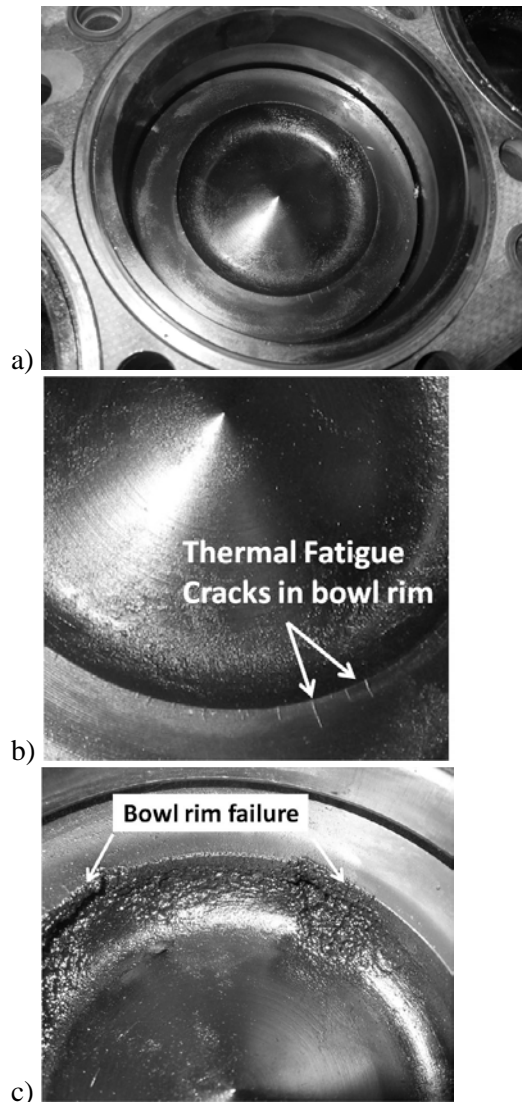 a)
Thermal Fatigue
Cracks in bowl rim
b)
Bowl rim failure
c)